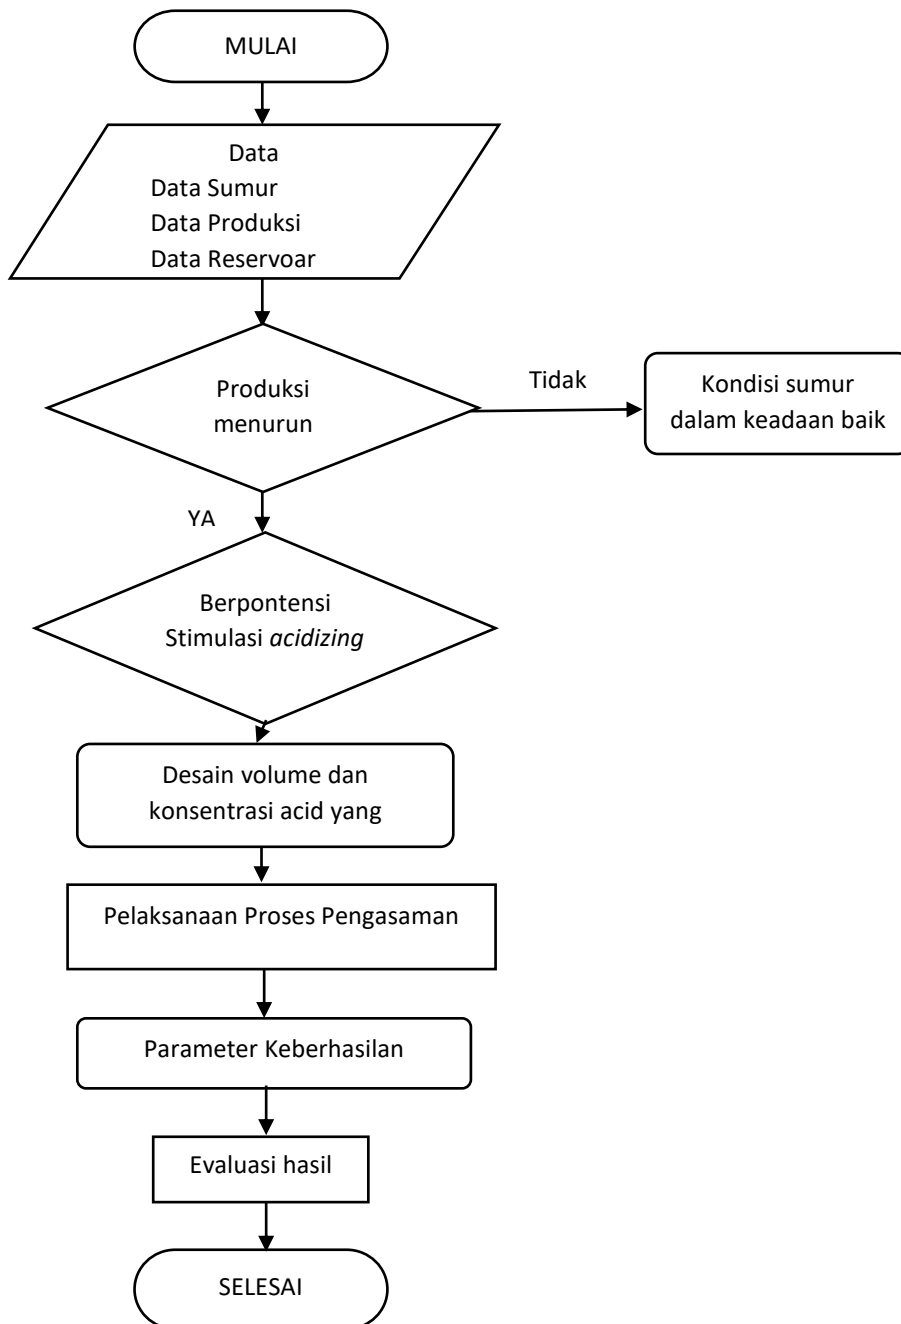 MULAI
Data
Data Sumur
Data Produksi
Data Reservoar
Produksi
menurun
Tidak
Kondisi sumur
dalam keadaan baik
YA
Berpotensi
Stimulasi acidizing
Desain volume dan
konsentrasi acid yang
Pelaksanaan Proses Pengasaman
Parameter Keberhasilan
Evaluasi hasil
SELESAI